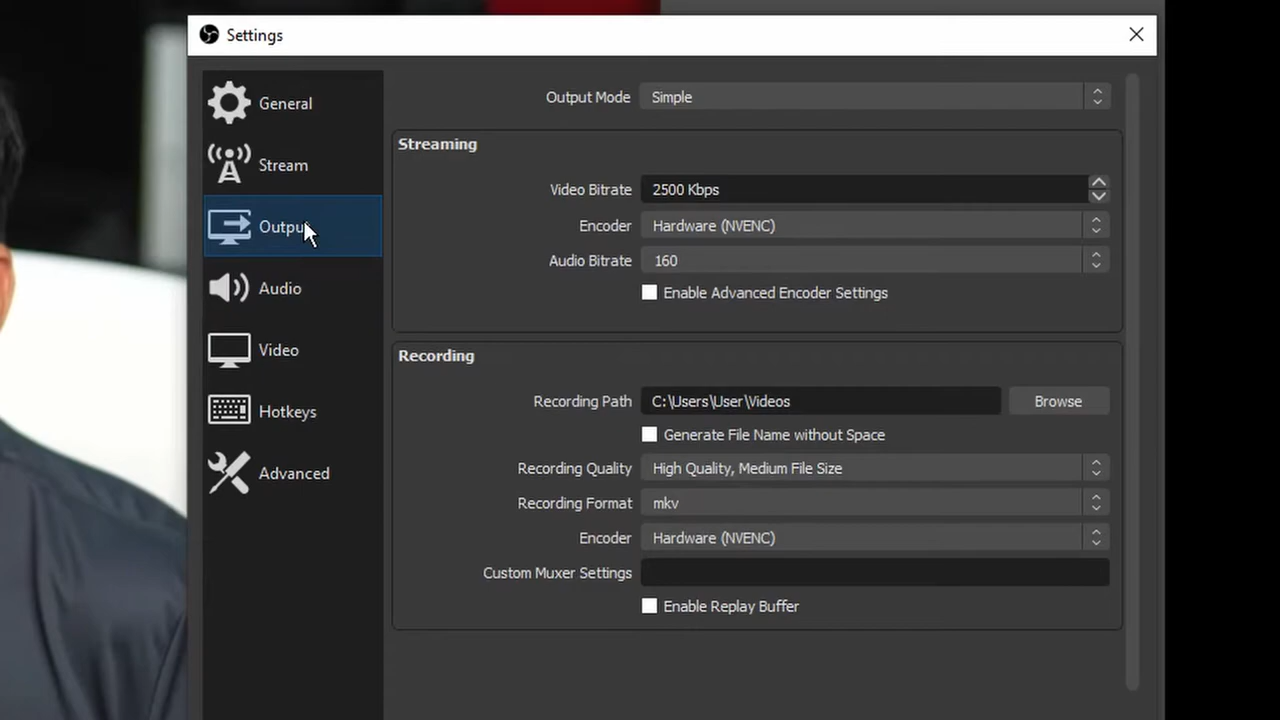 Settings
General
Stream
Output
Audio
Video
Hotkeys
Advanced
Output Mode Simple
Streaming
Video Bitrate 2500 Kbps
Encoder Hardware (NVENC)
Audio Bitrate 160
Enable Advanced Encoder Settings
Recording
Recording Path C:\Users\User\Videos Browse
Generate File Name without Space
Recording Quality High Quality, Medium File Size
Recording Format mkv
Encoder Hardware (NVENC)
Custom Muxer Settings
Enable Replay Buffer